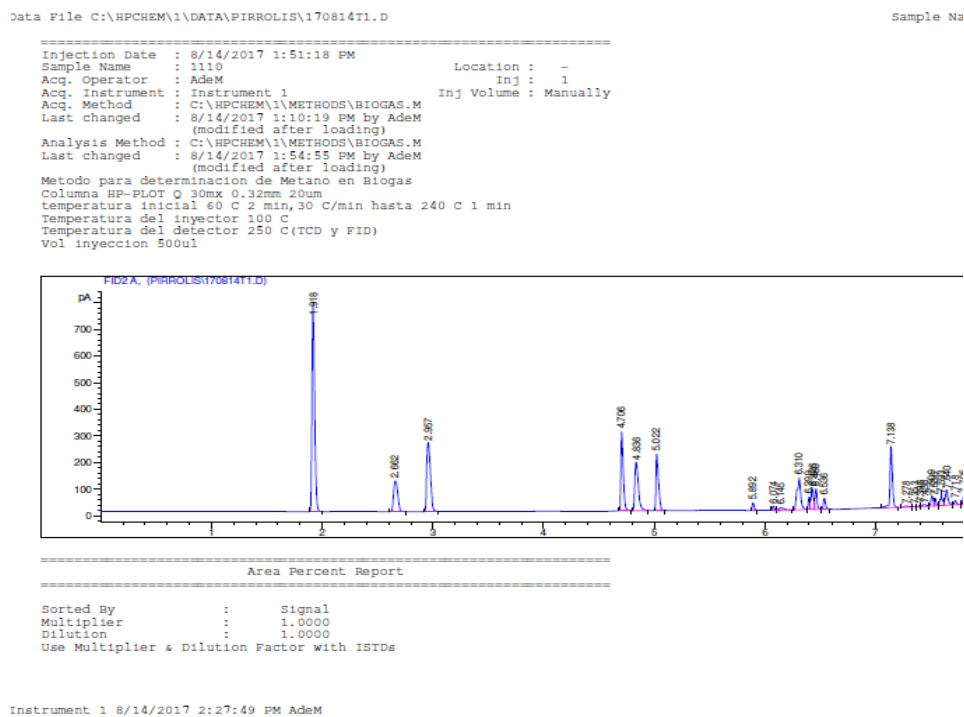 Data File C:\HPCHEM\1\DATA\PIRROLIS\170814T1.D Sample Na
Injection Date : 8/14/2017 1:51:18 PM
Sample Name : 1110 Location : -
Acq. Operator : AdeM Inj : 1
Acq. Instrument : Instrument 1 Inj Volume : Manually
Acq. Method : C:\HPCHEM\1\METHODS\BIOGAS.M
Last changed : 8/14/2017 1:10:19 PM by AdeM
(modified after loading)
Analysis Method : C:\HPCHEM\1\METHODS\BIOGAS.M
Last changed : 8/14/2017 1:54:55 PM by AdeM
(modified after loading)
Metodo para determinacion de Metano en Biogas
Columna HP-PLOT Q 30mx 0.32mm 20um
temperatura inicial 60 C 2 min,30 C/min hasta 240 C 1 min
Temperatura del inyector 100 C
Temperatura del detector 250 C(TCD y FID)
Vol inyeccion 500ul
FID2 A, (PIRROLIS\170814T1.D)
pA
700
600
500
400
300
200
100
0
1.918
2.662
2.957
4.706
4.836
5.022
5.892
6.074
6.145
6.310
6.536
7.138
7.278
1 2 3 4 5 6 7
Area Percent Report
Sorted By : Signal
Multiplier : 1.0000
Dilution : 1.0000
Use Multiplier & Dilution Factor with ISTDs
Instrument 1 8/14/2017 2:27:49 PM AdeM